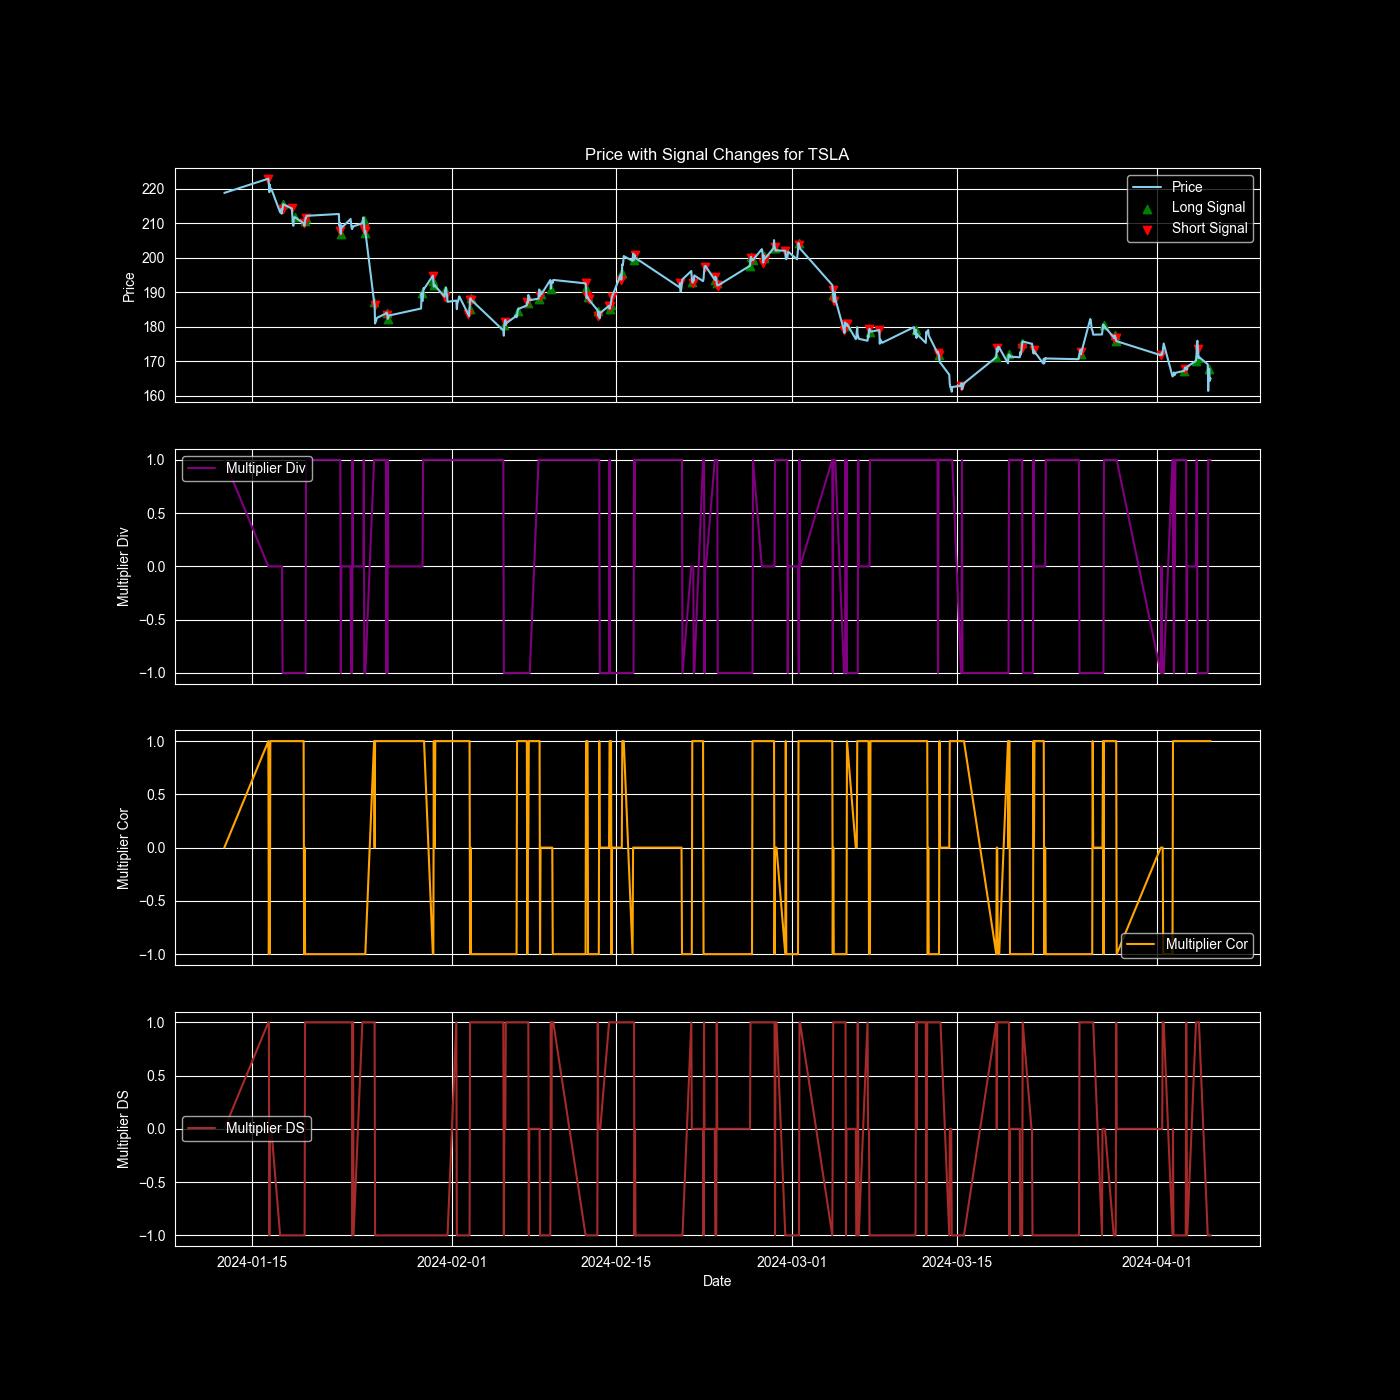 Price with Signal Changes for TSLA
Price
220
210
200
190
180
170
160
Price
Long Signal
Short Signal
Multiplier Div
1.0
0.5
0.0
−0.5
−1.0
Multiplier Div
Multiplier Cor
1.0
0.5
0.0
−0.5
−1.0
Multiplier Cor
Multiplier DS
1.0
0.5
0.0
−0.5
−1.0
Multiplier DS
2024-01-15 2024-02-01 2024-02-15 2024-03-01 2024-03-15 2024-04-01
Date